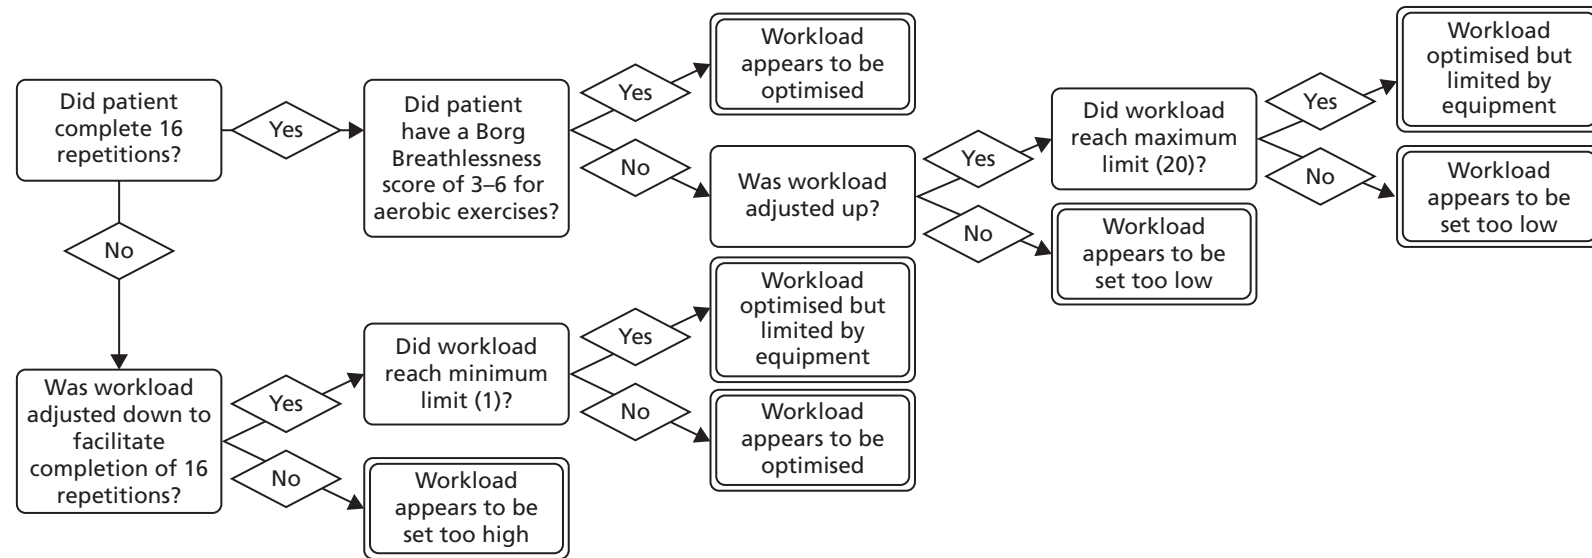 Did patient
complete 16
repetitions?
Yes
Did patient
have a Borg
Breathlessness
score of 3–6 for
aerobic exercises?
Yes
Workload
appears to be
optimised
No
Was workload
adjusted up?
Yes
Did workload
reach maximum
limit (20)?
Yes
Workload
optimised but
limited by
equipment
No
Workload
appears to be
set too low
No
Workload
appears to be
set too low
No
Was workload
adjusted down to
facilitate
completion of 16
repetitions?
Yes
Did workload
reach minimum
limit (1)?
Yes
Workload
optimised but
limited by
equipment
No
Workload
appears to be
optimised
No
Workload
appears to be
set too high